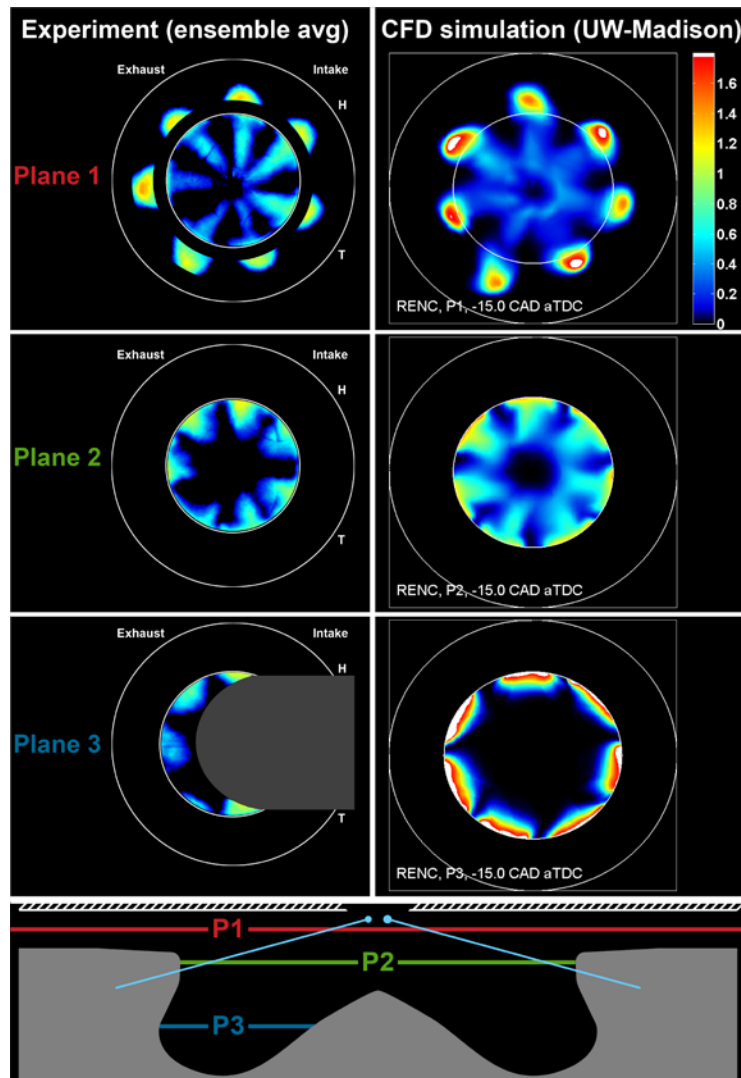 Experiment (ensemble avg)
CFD simulation (UW-Madison)
Exhaust
Intake
H
T
Plane 1
RENC, P1, -15.0 CAD aTDC
1.6
1.4
1.2
1
0.8
0.6
0.4
0.2
0
Exhaust
Intake
H
T
Plane 2
RENC, P2, -15.0 CAD aTDC
Exhaust
Intake
H
T
Plane 3
RENC, P3, -15.0 CAD aTDC
P1
P2
P3